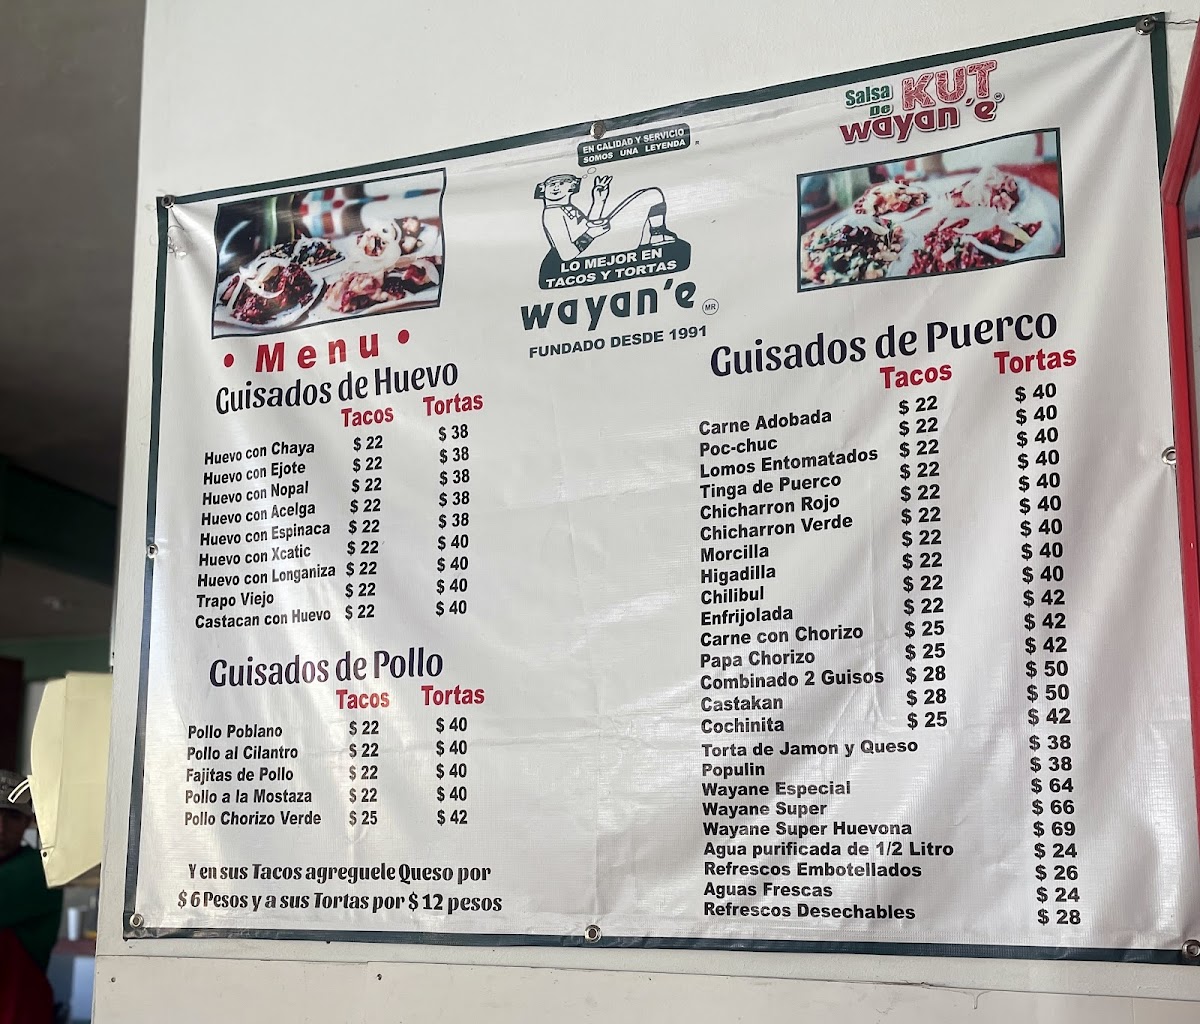 EN CALIDAD Y SERVICIO
SOMOS UNA LEYENDA
LO MEJOR EN
TACOS Y TORTAS
wayan'e MR
FUNDADO DESDE 1991
Salsa
De
KUT
wayan'e
• Menu •
Guisados de Huevo
Tacos Tortas
Huevo con Chaya $ 22 $ 38
Huevo con Ejote $ 22 $ 38
Huevo con Nopal $ 22 $ 38
Huevo con Acelga $ 22 $ 38
Huevo con Espinaca $ 22 $ 38
Huevo con Xcatic $ 22 $ 40
Huevo con Longaniza $ 22 $ 40
Trapo Viejo $ 22 $ 40
Castacan con Huevo $ 22 $ 40
Guisados de Pollo
Tacos Tortas
Pollo Poblano $ 22 $ 40
Pollo al Cilantro $ 22 $ 40
Fajitas de Pollo $ 22 $ 40
Pollo a la Mostaza $ 22 $ 40
Pollo Chorizo Verde $ 25 $ 42
Y en sus Tacos agreguele Queso por
$ 6 Pesos y a sus Tortas por $ 12 pesos
Guisados de Puerco
Tacos Tortas
Carne Adobada $ 22 $ 40
Poc-chuc $ 22 $ 40
Lomos Entomatados $ 22 $ 40
Tinga de Puerco $ 22 $ 40
Chicharron Rojo $ 22 $ 40
Chicharron Verde $ 22 $ 40
Morcilla $ 22 $ 40
Higadilla $ 22 $ 40
Chilibul $ 22 $ 40
Enfrijolada $ 22 $ 42
Carne con Chorizo $ 25 $ 42
Papa Chorizo $ 25 $ 42
Combinado 2 Guisos $ 28 $ 50
Castakan $ 28 $ 50
Cochinita $ 25 $ 42
Torta de Jamon y Queso $ 38
Populin $ 38
Wayane Especial $ 64
Wayane Super $ 66
Wayane Super Huevona $ 69
Agua purificada de 1/2 Litro $ 24
Refrescos Embotellados $ 26
Aguas Frescas $ 24
Refrescos Desechables $ 28